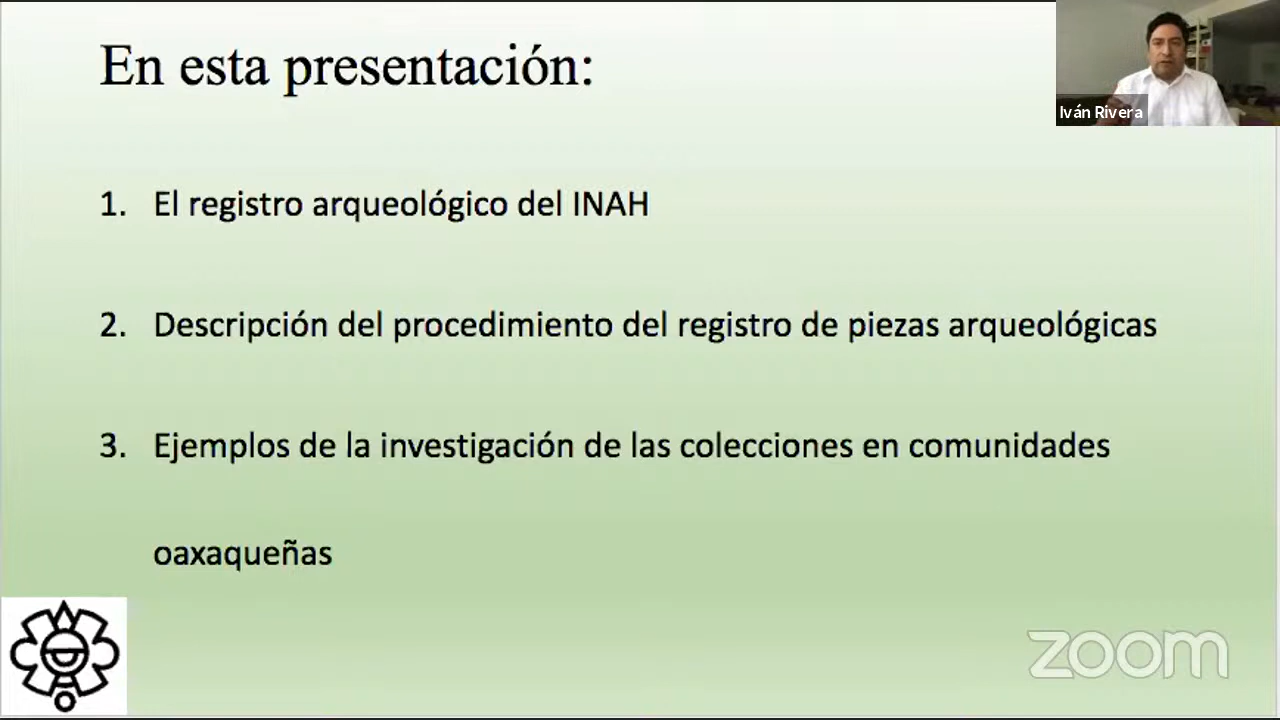 En esta presentación:
Iván Rivera
1. El registro arqueológico del INAH
2. Descripción del procedimiento del registro de piezas arqueológicas
3. Ejemplos de la investigación de las colecciones en comunidades
oaxaqueñas
zoom